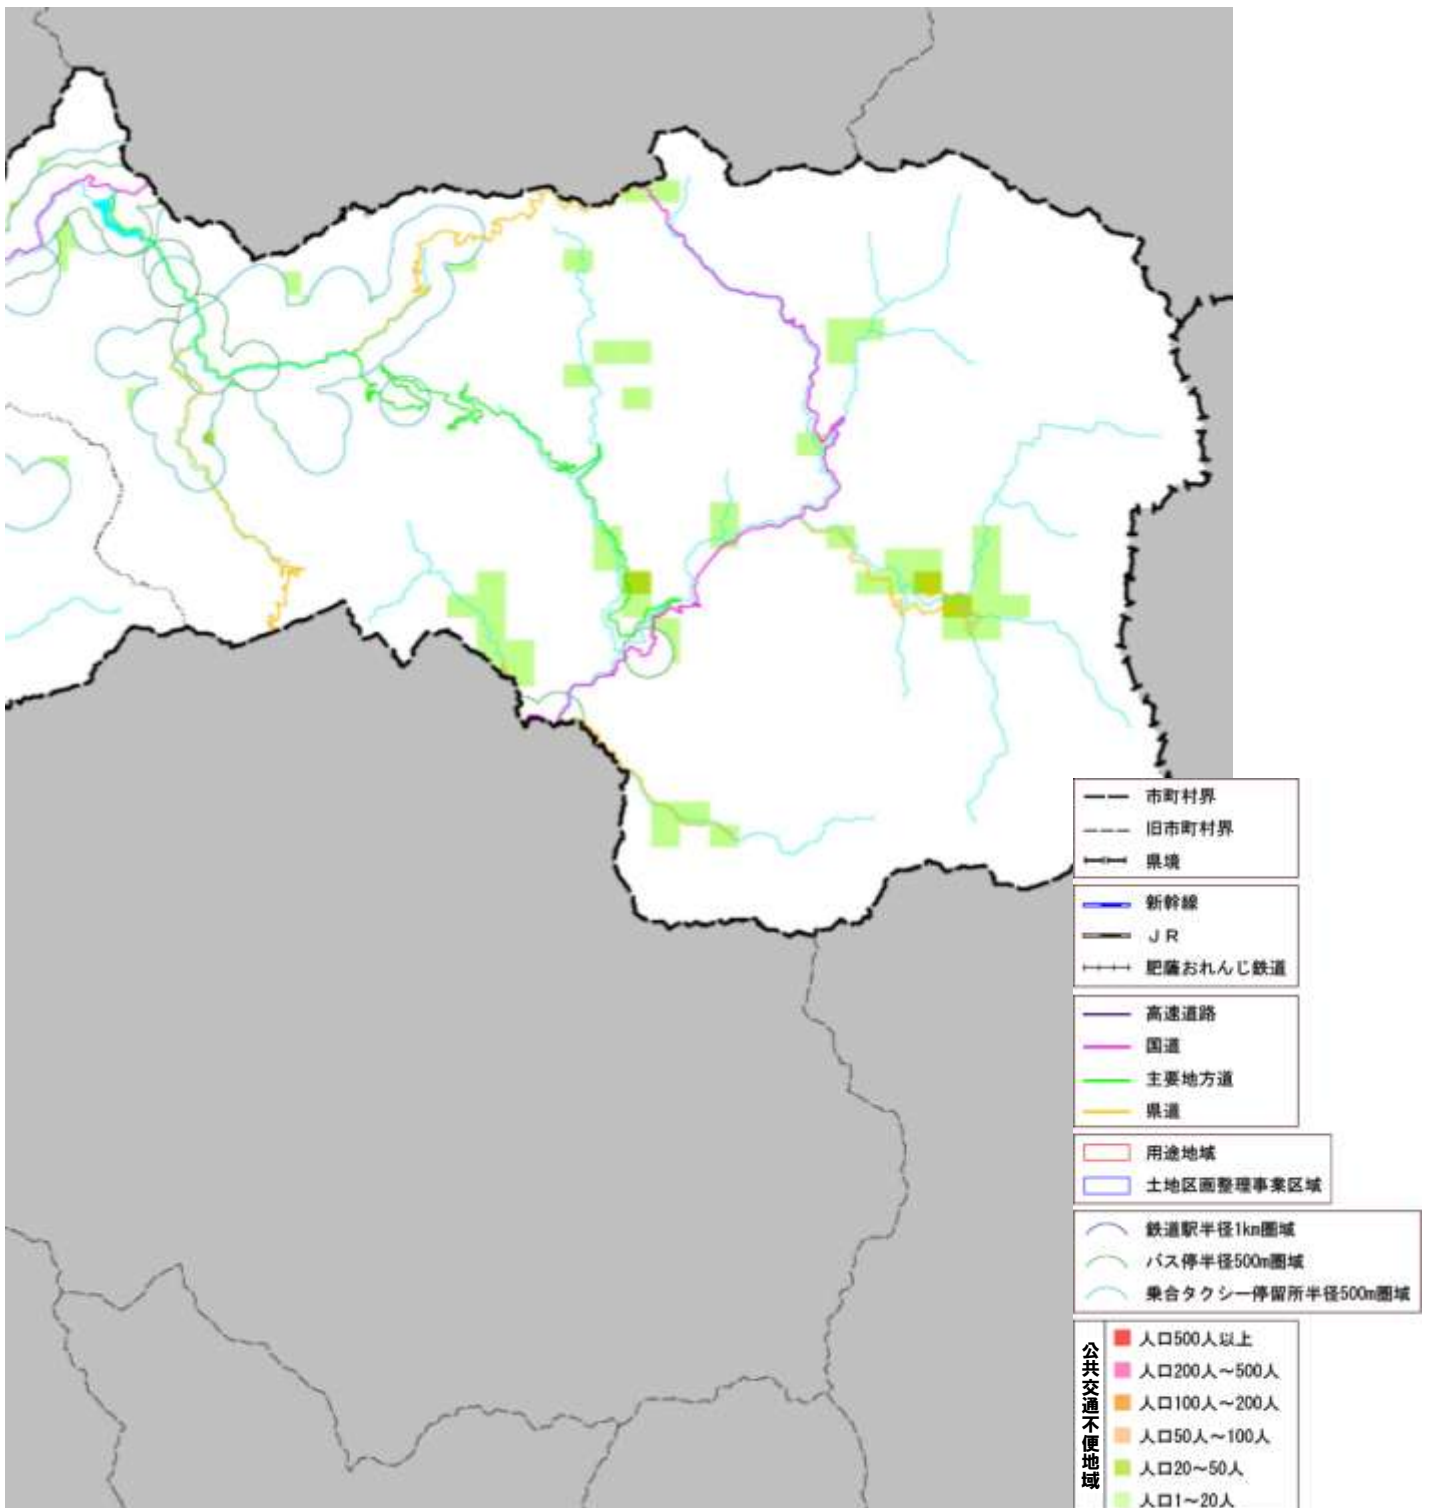 市町村界
旧市町村界
県境
新幹線
ＪＲ
肥薩おれんじ鉄道
高速道路
国道
主要地方道
県道
用途地域
土地区画整理事業区域
鉄道駅半径1km圏域
バス停半径500m圏域
乗合タクシー停留所半径500m圏域
公共交通不便地域
人口500人以上
人口200人～500人
人口100人～200人
人口50人～100人
人口20～50人
人口1～20人